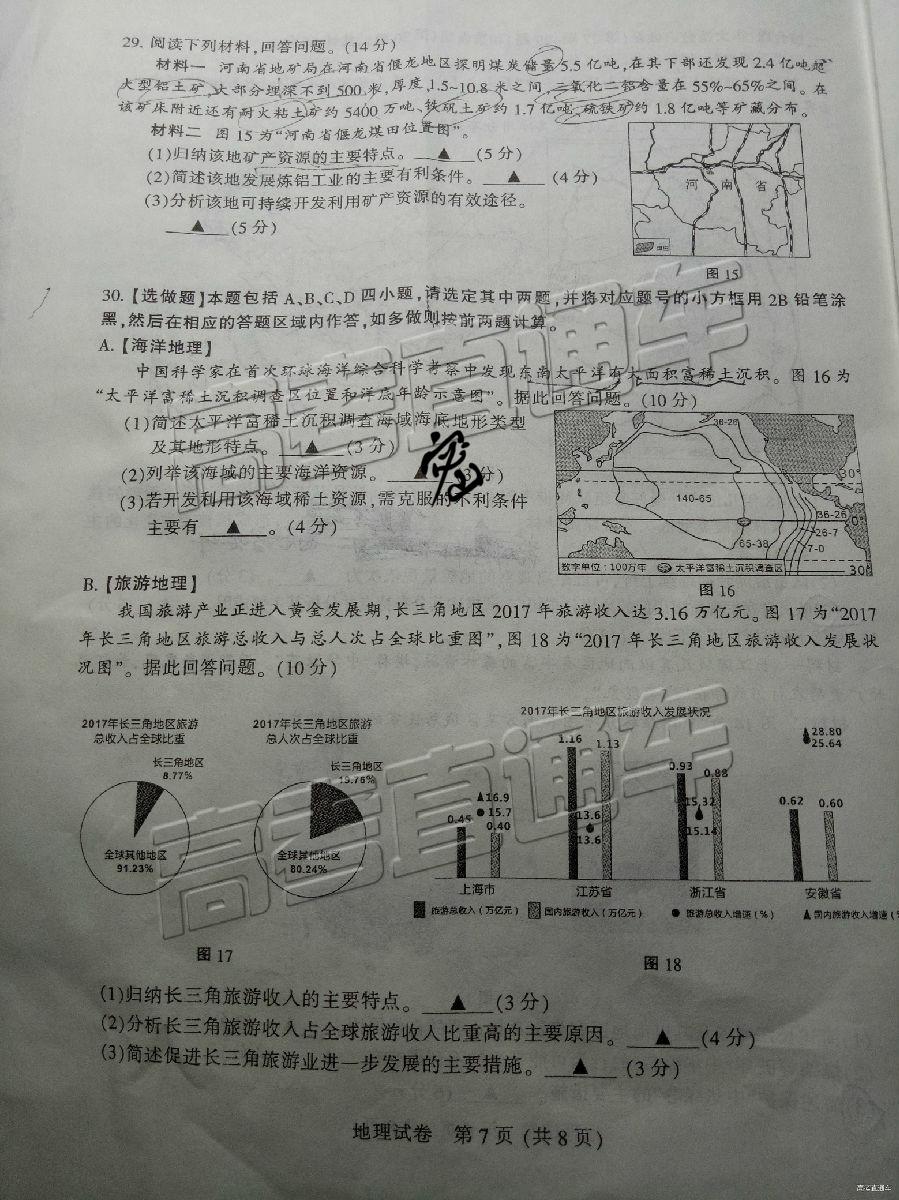 29. 阅读下列材料,回答问题。(14分)
材料一 河南省地矿局在河南省偃龙地区探明煤炭储量5.5亿吨,在其下部还发现2.4亿吨超
大型铝土矿,大部分埋深不到500米,厚度1.5~10.8米之间,三氧化二铝含量在55%~65%之间。在
该矿床附近还有耐火粘土矿约5400万吨、铁矾土矿约1.7亿吨、硫铁矿约1.8亿吨等矿藏分布。
材料二 图15为“河南省偃龙煤田位置图”。
(1)归纳该地矿产资源的主要特点。 ▲ (5分)
(2)简述该地发展炼铝工业的主要有利条件。 ▲ (4分)
(3)分析该地可持续开发利用矿产资源的有效途径。
▲ (5分)
河 南 省
煤田
图15
30.【选做题】本题包括A、B、C、D四小题,请选定其中两题,并将对应题号的小方框用2B铅笔涂
黑,然后在相应的答题区域内作答,如多做则按前两题计算。
A.【海洋地理】
中国科学家在首次环球海洋综合科学考察中发现东南太平洋有大面积富稀土沉积。图16为
“太平洋富稀土沉积调查区位置和洋底年龄示意图”。据此回答问题。(10分)
(1)简述太平洋富稀土沉积调查海域海底地形类型
及其地形特点。 ▲ (3分)
(2)列举该海域的主要海洋资源。 ▲ (3分)
(3)若开发利用该海域稀土资源,需克服的不利条件
主要有 ▲ 。(4分)
36-26
30°
140-65
36-26
0°
26-7
65-38
7-0
数字单位:100万年 太平洋富稀土沉积调查区 30°
图16
B.【旅游地理】
我国旅游产业正进入黄金发展期,长三角地区2017年旅游收入达3.16万亿元。图17为“2017
年长三角地区旅游总收入与总人次占全球比重图”,图18为“2017年长三角地区旅游收入发展状
况图”。据此回答问题。(10分)
2017年长三角地区旅游
总收入占全球比重
长三角地区
8.77%
全球其他地区
91.23%
2017年长三角地区旅游
总人次占全球比重
长三角地区
19.76%
全球其他地区
80.24%
图17
2017年长三角地区旅游收入发展状况
0.45 0.40 ▲16.9 ●15.7
1.16 1.13 13.6 13.6
0.93 0.88 15.32 15.14
0.62 0.60 28.80 25.64
上海市 江苏省 浙江省 安徽省
旅游总收入(万亿元) 国内旅游收入(万亿元) ●旅游总收入增速(%) ▲国内旅游收入增速(%
图18
(1)归纳长三角旅游收入的主要特点。 ▲ (3分)
(2)分析长三角旅游收入占全球旅游收入比重高的主要原因。 ▲ (4分)
(3)简述促进长三角旅游业进一步发展的主要措施。 ▲ (3分)
地理试卷 第7页(共8页)
高考直通车
高考直通车
高考直通车